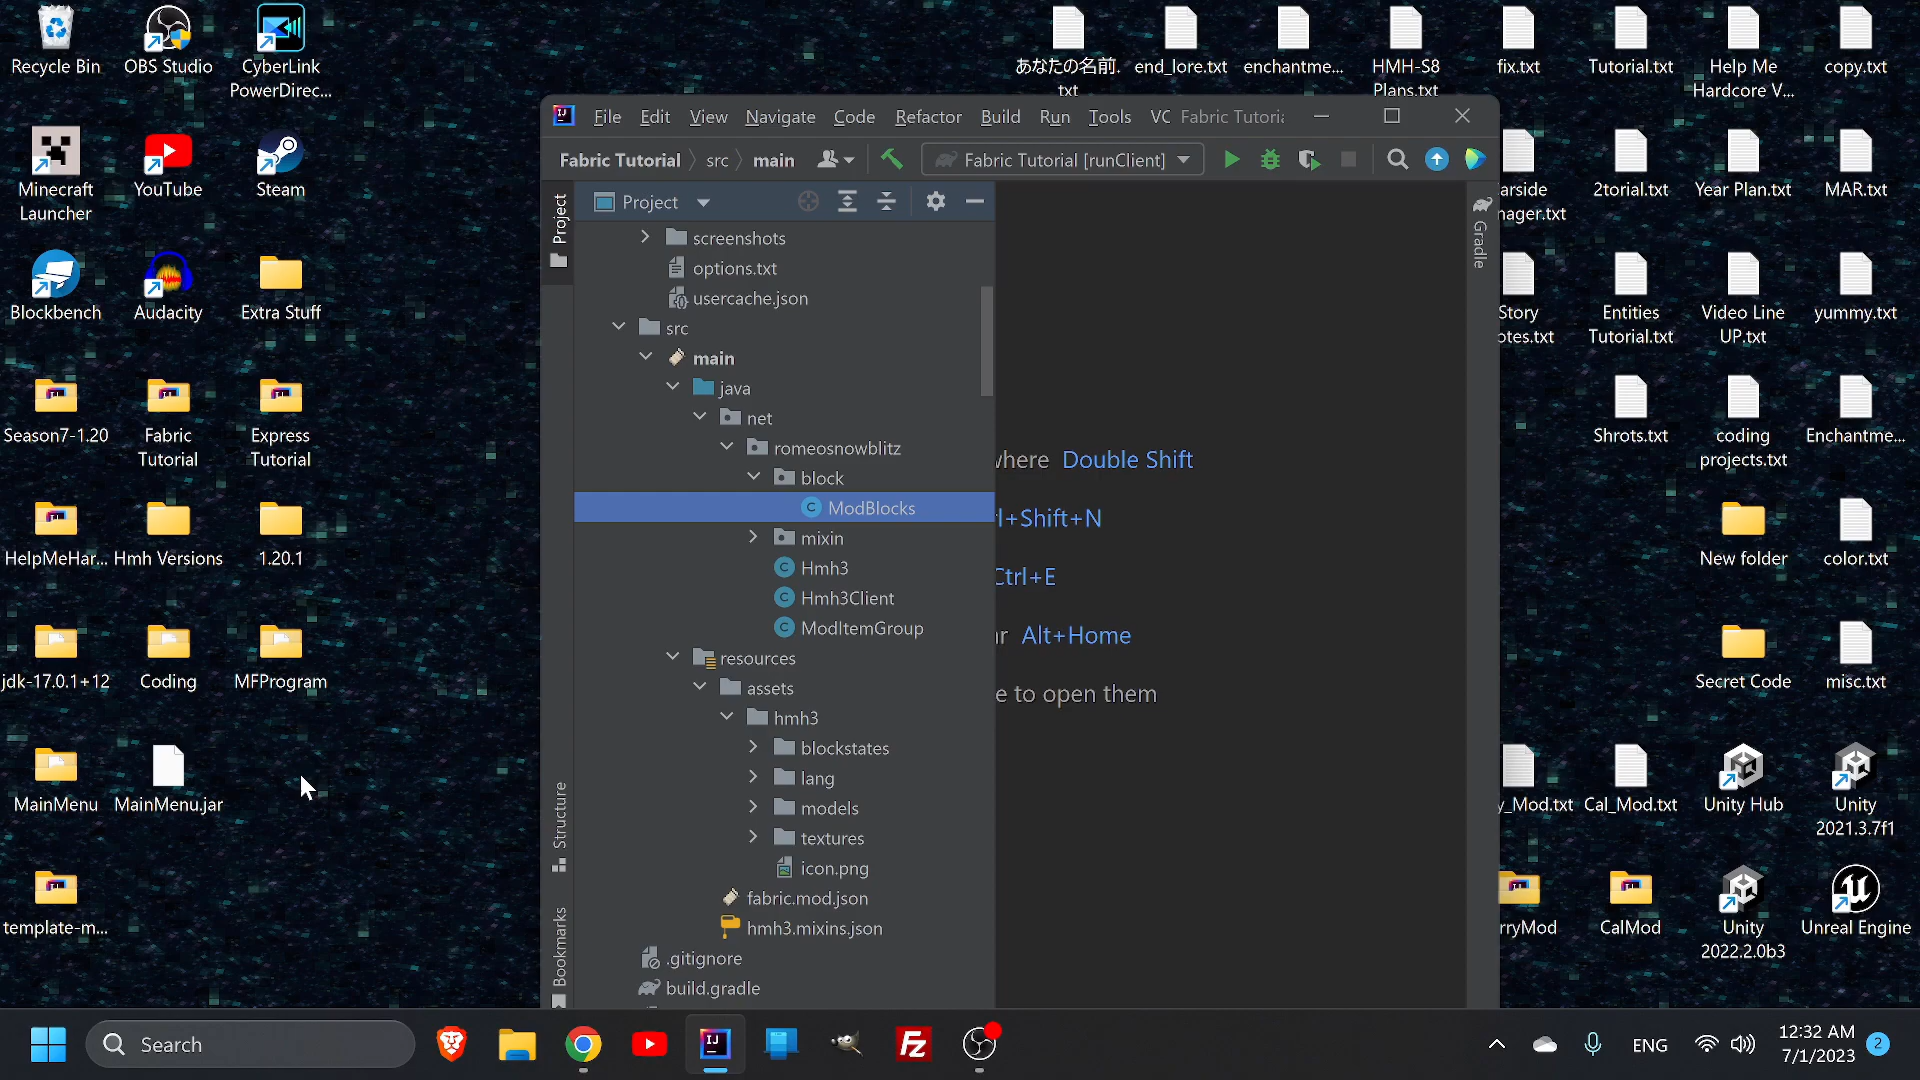 Recycle Bin
OBS Studio
CyberLink
PowerDirec...
あなたの名前.
txt
end_lore.txt
enchantme...
HMH-S8
Plans.txt
fix.txt
Tutorial.txt
Help Me
Hardcore V...
copy.txt
File Edit View Navigate Code Refactor Build Run Tools VC Fabric Tutori
Fabric Tutorial src main
Fabric Tutorial [runClient]
Minecraft
Launcher
YouTube
Steam
arside
nager.txt
2torial.txt
Year Plan.txt
MAR.txt
Project
Project
Gradle
screenshots
options.txt
usercache.json
src
main
java
net
romeosnowblitz
block
ModBlocks
mixin
Hmh3
Hmh3Client
ModItemGroup
resources
assets
hmh3
blockstates
lang
models
textures
icon.png
fabric.mod.json
hmh3.mixins.json
.gitignore
build.gradle
Structure
Bookmarks
where Double Shift
rl+Shift+N
Ctrl+E
ar Alt+Home
e to open them
Blockbench
Audacity
Extra Stuff
Story
otes.txt
Entities
Tutorial.txt
Video Line
UP.txt
yummy.txt
Season7-1.20
Fabric
Tutorial
Express
Tutorial
Shrots.txt
coding
projects.txt
Enchantme...
HelpMeHar...
Hmh Versions
1.20.1
New folder
color.txt
jdk-17.0.1+12
Coding
MFProgram
Secret Code
misc.txt
MainMenu
MainMenu.jar
y_Mod.txt
Cal_Mod.txt
Unity Hub
Unity
2021.3.7f1
template-m...
rryMod
CalMod
Unity
2022.2.0b3
Unreal Engine
Search
ENG
12:32 AM
7/1/2023
2